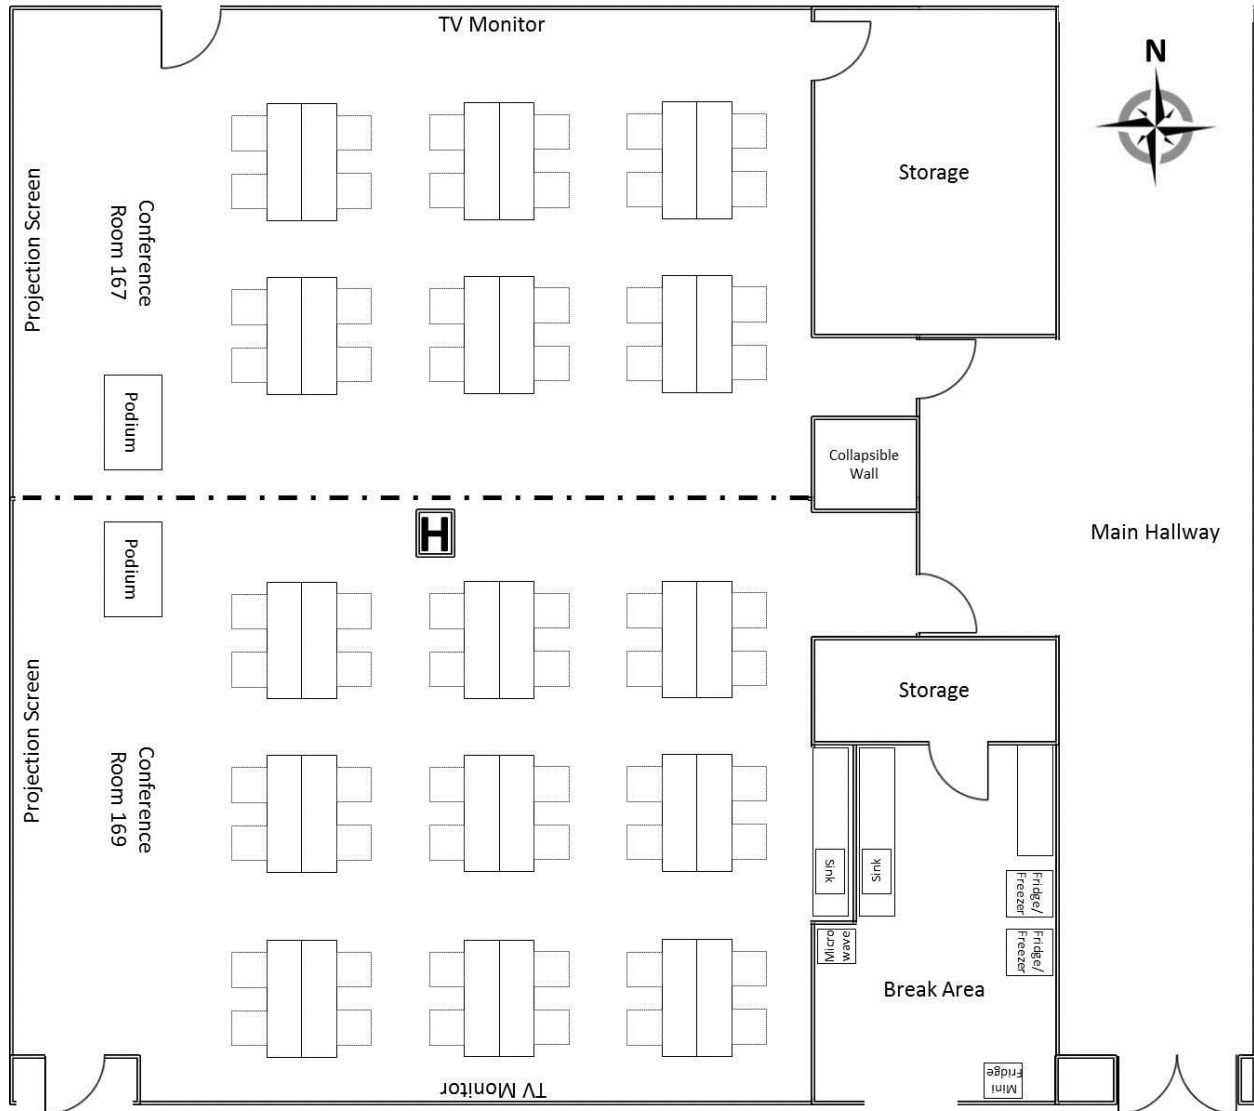 TV Monitor
N
Storage
Projection Screen
Conference
Room 167
Podium
Collapsible
Wall
H
Main Hallway
Podium
Storage
Projection Screen
Conference
Room 169
Sink
Sink
Fridge/
Freezer
Micro
wave
Fridge/
Freezer
Break Area
Mini
Fridge
TV Monitor